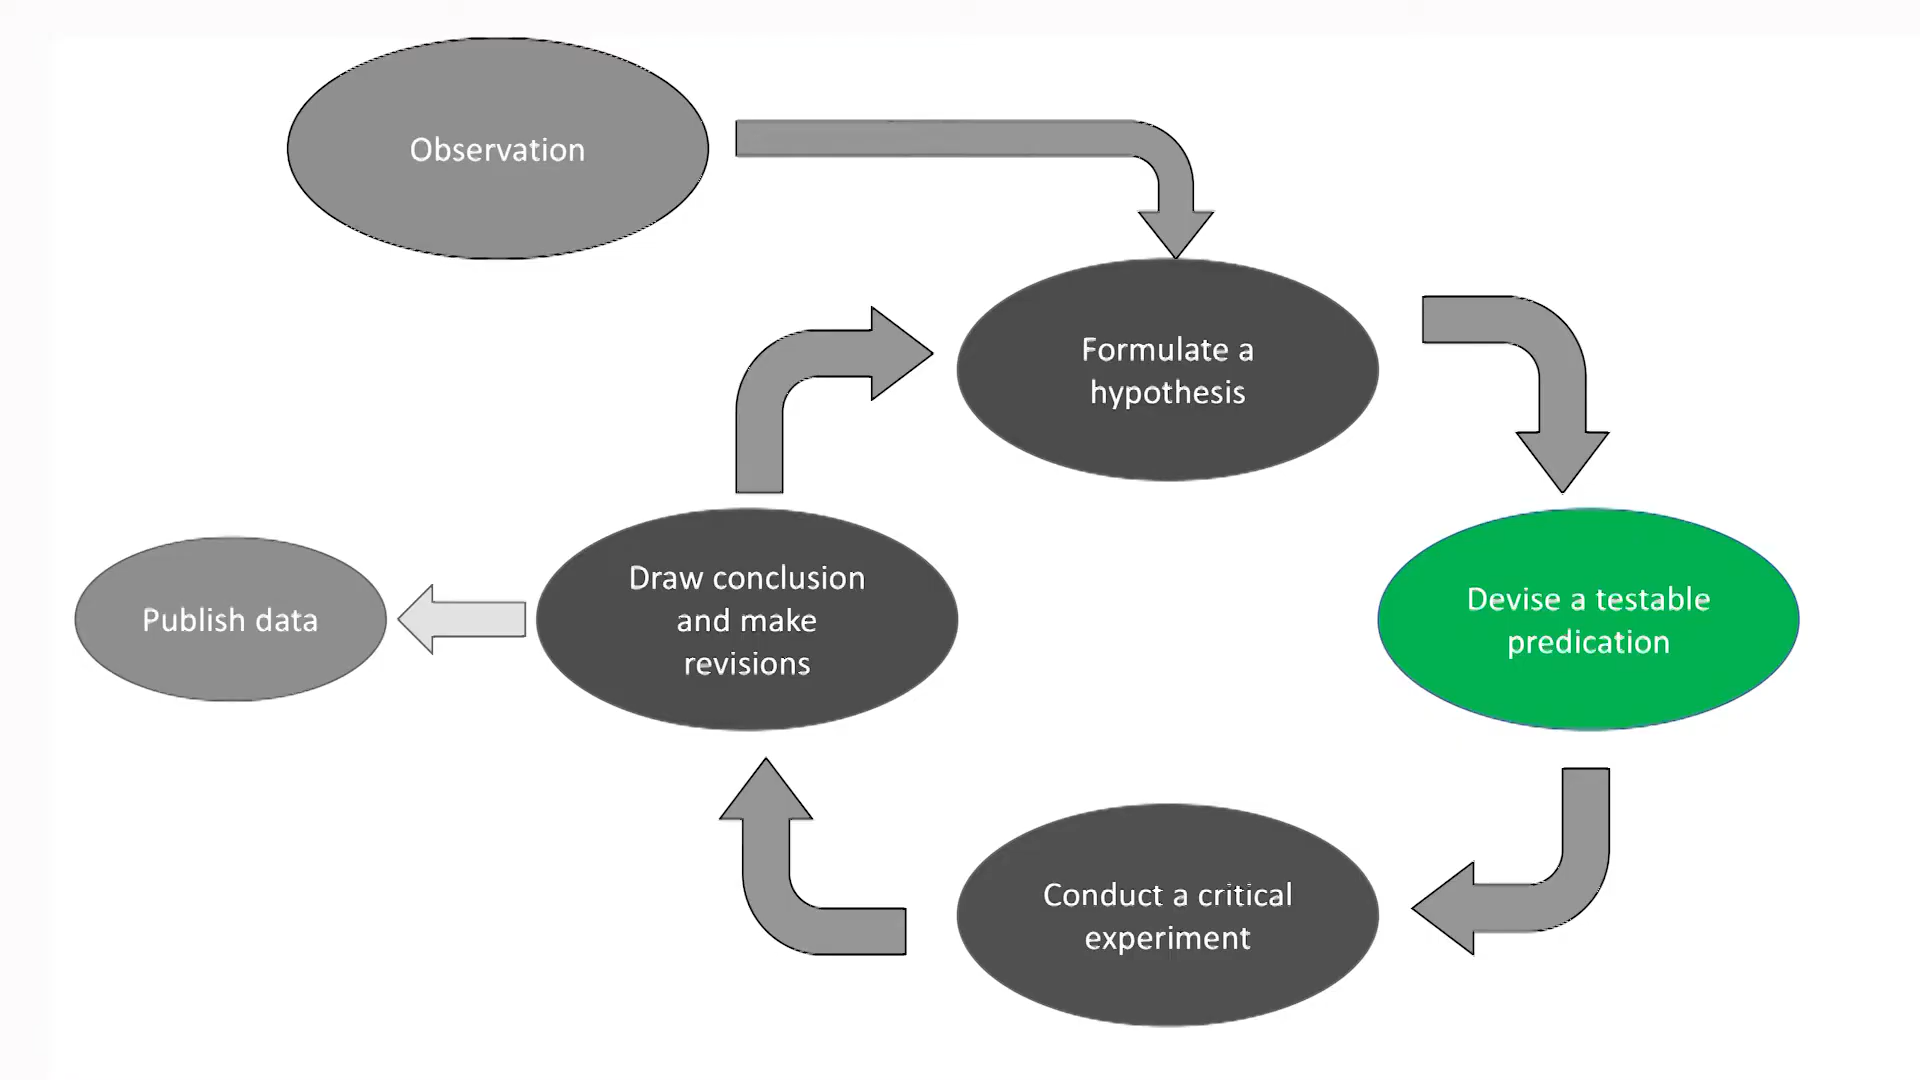 Observation
Formulate a
hypothesis
Devise a testable
predication
Conduct a critical
experiment
Draw conclusion
and make
revisions
Publish data